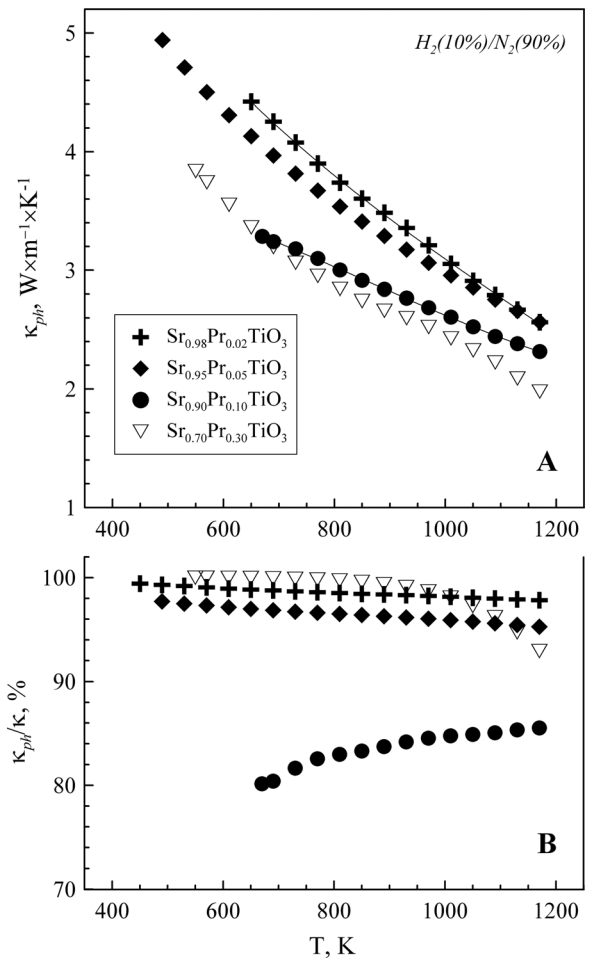 H₂(10%)/N₂(90%)
5
4
3
2
1
κph, W×m⁻¹×K⁻¹
Sr₀.₉₈Pr₀.₀₂TiO₃
Sr₀.₉₅Pr₀.₀₅TiO₃
Sr₀.₉₀Pr₀.₁₀TiO₃
Sr₀.₇₀Pr₀.₃₀TiO₃
A
400 600 800 1000 1200
100
90
80
70
κph/κ, %
B
400 600 800 1000 1200
T, K